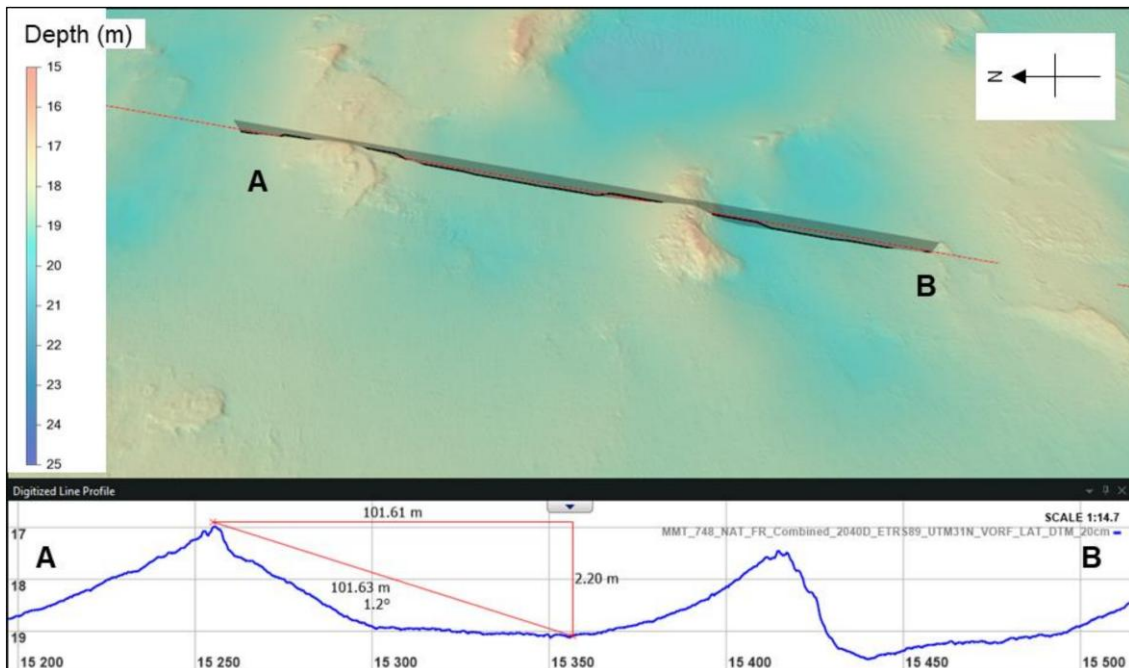 Depth (m)
15
16
17
18
19
20
21
22
23
24
25
N
A
B
Digitized Line Profile
101.61 m
SCALE 1:14.7
MMT_748_NAT_FR_Combined_2040D_ETRS89_UTM31N_VORF_LAT_DTM_20cm
17
A
B
18
101.63 m
2.20 m
1.2°
19
15 200
15 250
15 300
15 350
15 400
15 450
15 500